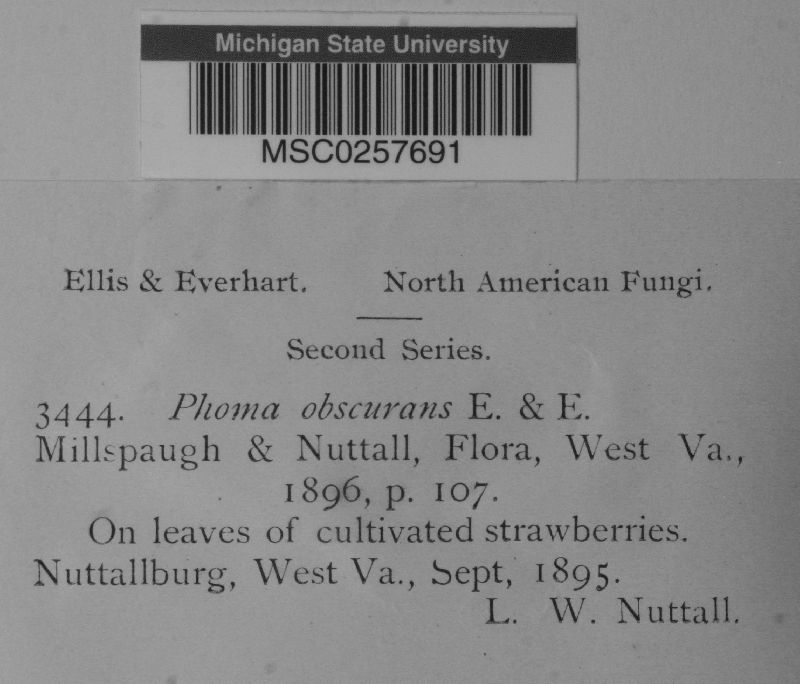 Michigan State University
MSC0257691
Ellis & Everhart. North American Fungi.
Second Series.
3444. Phoma obscurans E. & E.
Millspaugh & Nuttall, Flora, West Va.,
1896, p. 107.
On leaves of cultivated strawberries.
Nuttallburg, West Va., Sept, 1895.
L. W. Nuttall.